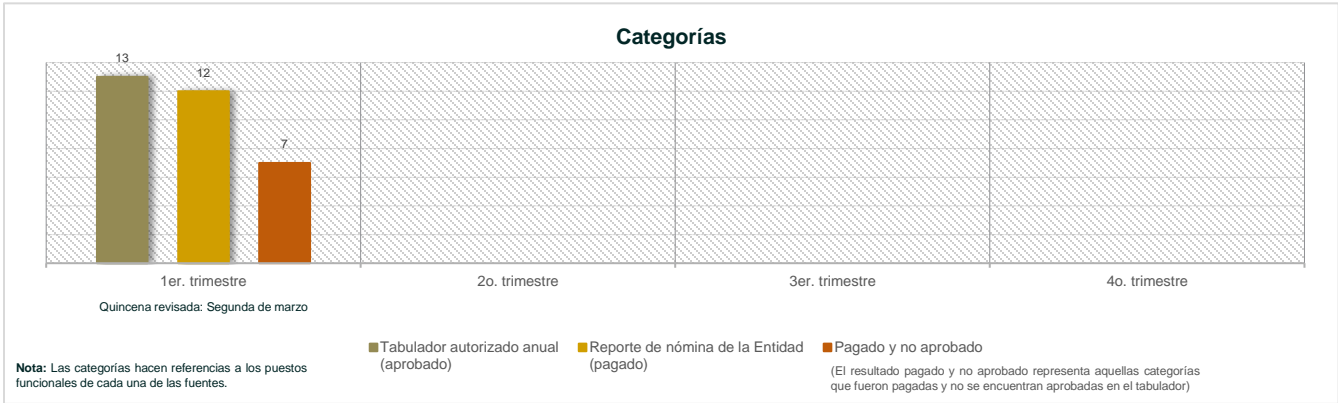 Categorías
13
12
7
1er. trimestre
2o. trimestre
3er. trimestre
4o. trimestre
Quincena revisada: Segunda de marzo
Tabulador autorizado anual
(aprobado)
Reporte de nómina de la Entidad
(pagado)
Pagado y no aprobado
(El resultado pagado y no aprobado representa aquellas categorías
que fueron pagadas y no se encuentran aprobadas en el tabulador)
Nota: Las categorías hacen referencias a los puestos
funcionales de cada una de las fuentes.